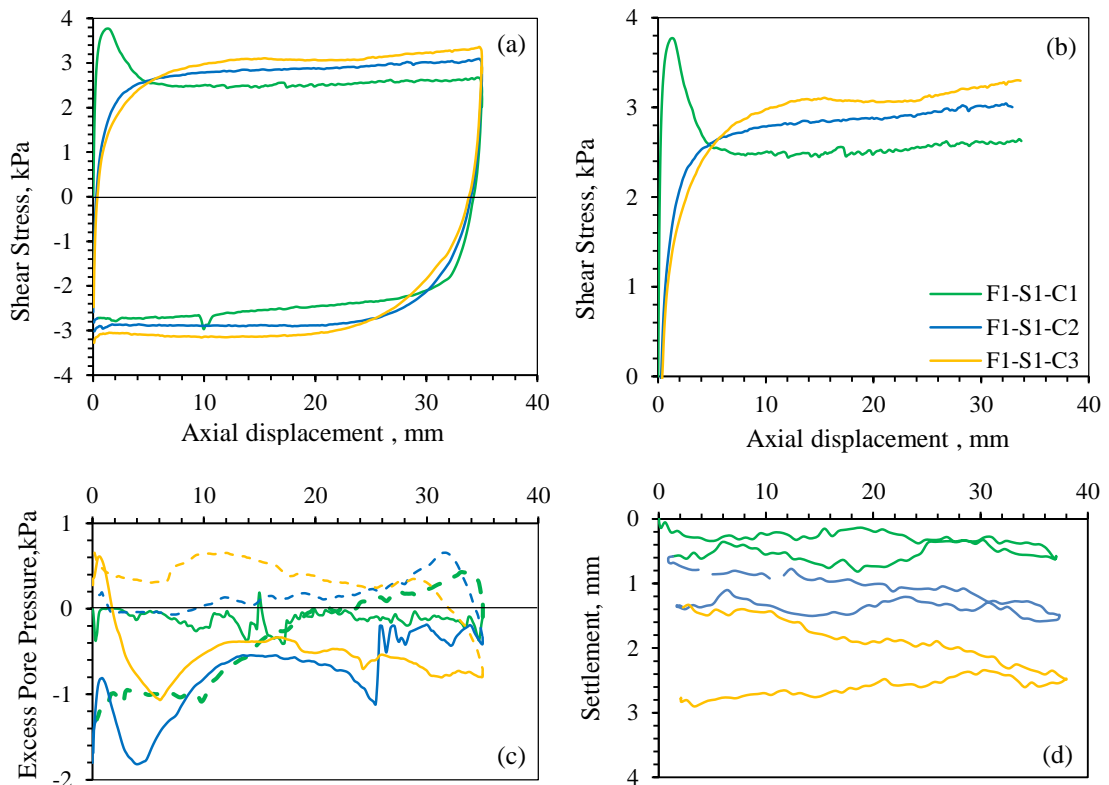 4
3
2
1
0
-1
-2
-3
-4
Shear Stress, kPa
(a)
0 10 20 30 40
Axial displacement , mm
4
3
2
1
0
Shear Stress, kPa
(b)
F1-S1-C1
F1-S1-C2
F1-S1-C3
0 10 20 30 40
Axial displacement , mm
0 10 20 30 40
1
0
-1
-2
Excess Pore Pressure,kPa
(c)
0 10 20 30 40
0
1
2
3
4
Settlement, mm
(d)